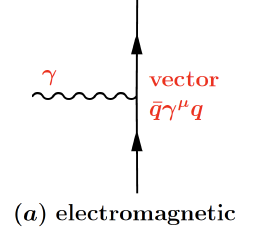 γ
vector
q̄γ^μq
(a) electromagnetic